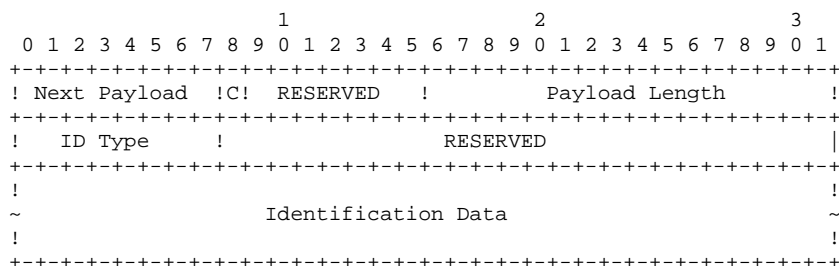 1                   2                   3
 0 1 2 3 4 5 6 7 8 9 0 1 2 3 4 5 6 7 8 9 0 1 2 3 4 5 6 7 8 9 0 1
+-+-+-+-+-+-+-+-+-+-+-+-+-+-+-+-+-+-+-+-+-+-+-+-+-+-+-+-+-+-+-+-+
! Next Payload  !C!  RESERVED   !         Payload Length        !
+-+-+-+-+-+-+-+-+-+-+-+-+-+-+-+-+-+-+-+-+-+-+-+-+-+-+-+-+-+-+-+-+
!   ID Type     !                 RESERVED                      |
+-+-+-+-+-+-+-+-+-+-+-+-+-+-+-+-+-+-+-+-+-+-+-+-+-+-+-+-+-+-+-+-+
!                                                               !
~                   Identification Data                         ~
!                                                               !
+-+-+-+-+-+-+-+-+-+-+-+-+-+-+-+-+-+-+-+-+-+-+-+-+-+-+-+-+-+-+-+-+